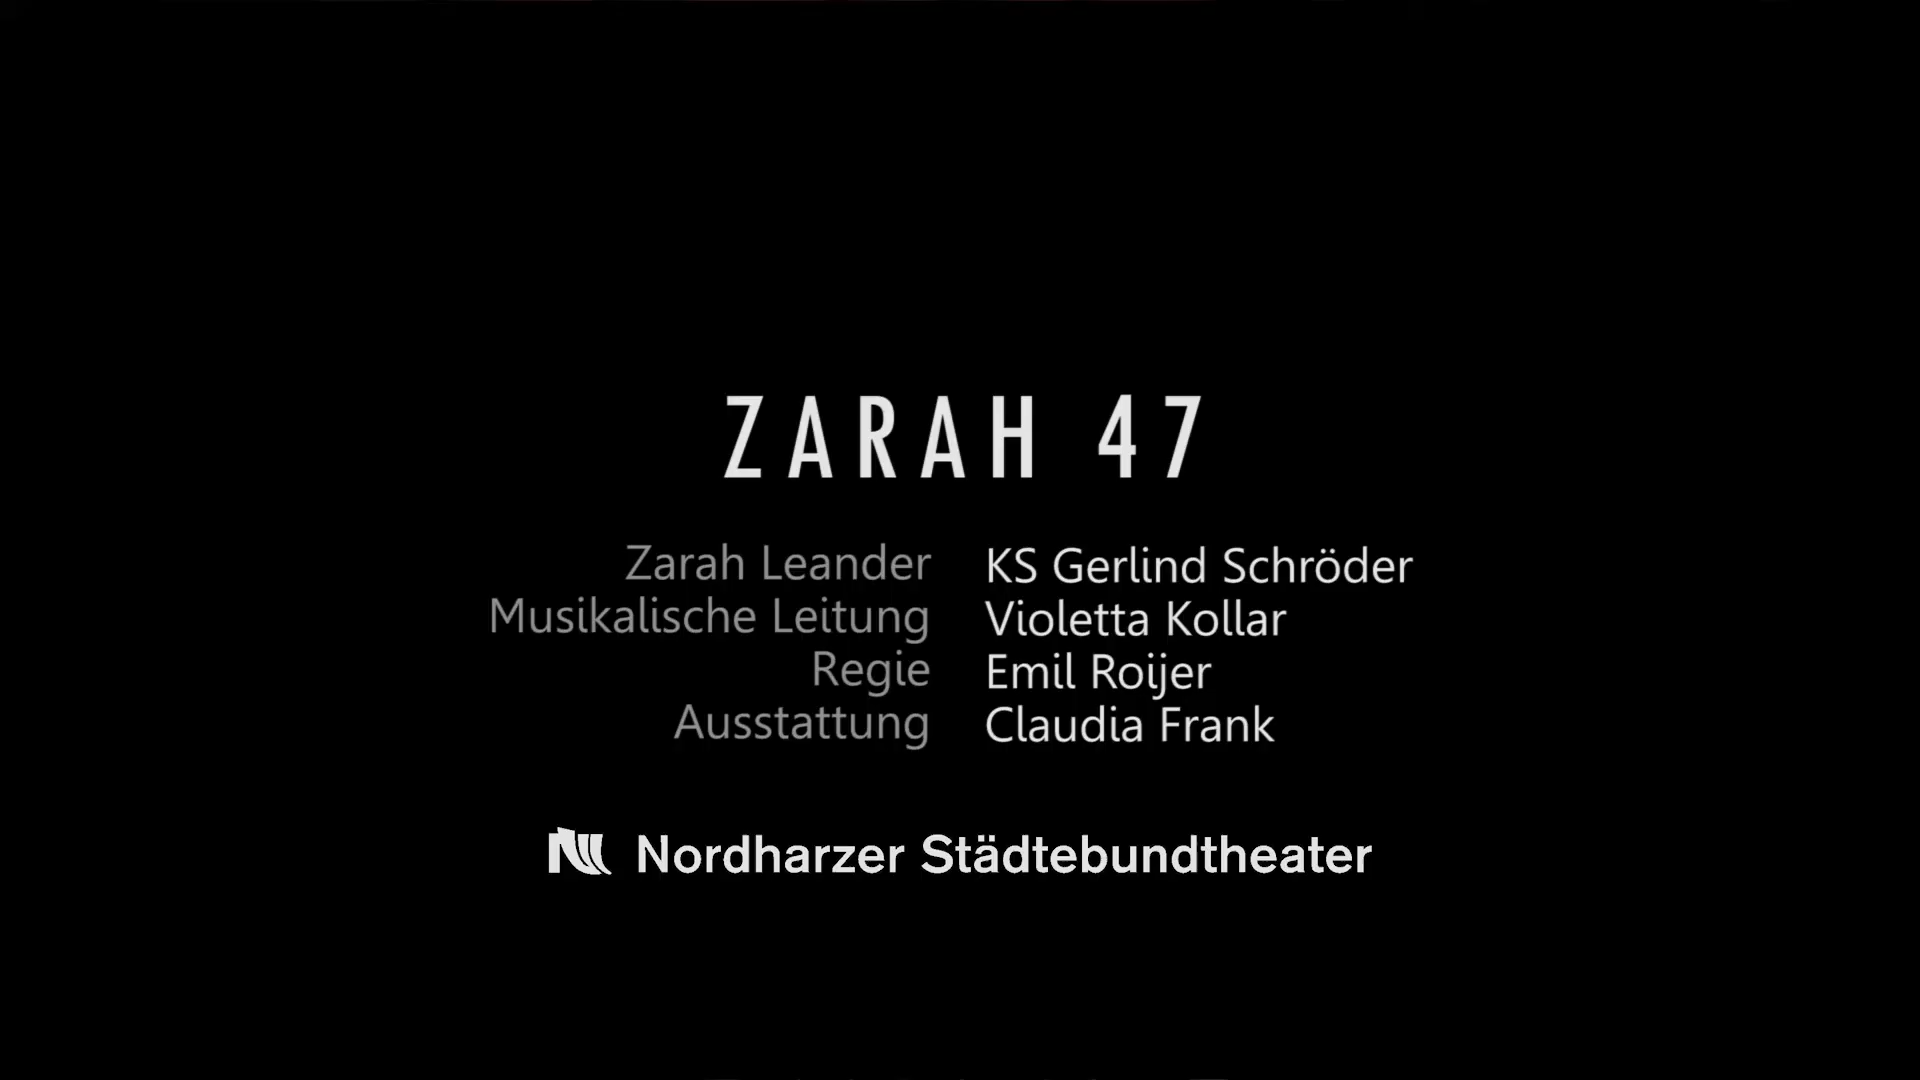 ZARAH 47
Zarah Leander KS Gerlind Schröder
Musikalische Leitung Violetta Kollar
Regie Emil Roijer
Ausstattung Claudia Frank
Nordharzer Städtebundtheater